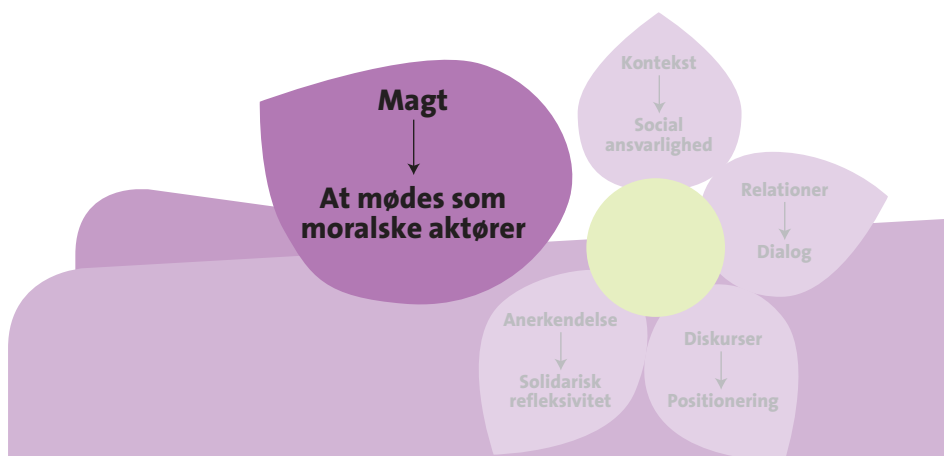 Magt
At mødes som
moralske aktører
Kontekst
Social
ansvarlighed
Relationer
Dialog
Anerkendelse
Solidarisk
refleksivitet
Diskurser
Positionering